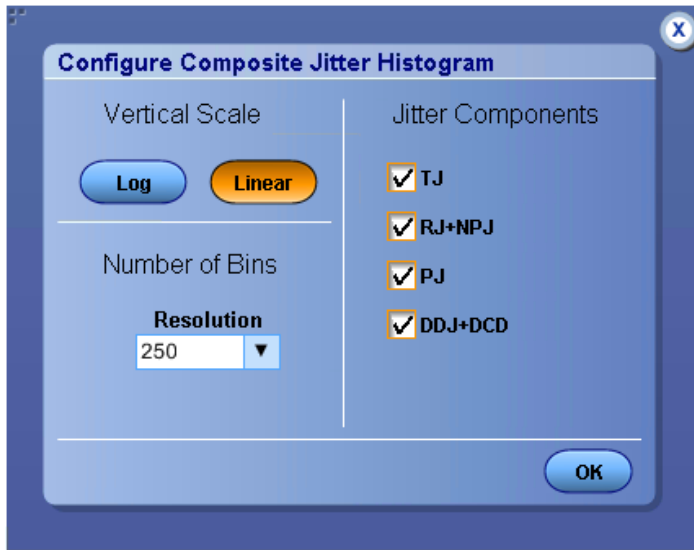 X
Configure Composite Jitter Histogram
Vertical Scale
Log
Linear
Number of Bins
Resolution
250
Jitter Components
TJ
RJ+NPJ
PJ
DDJ+DCD
OK